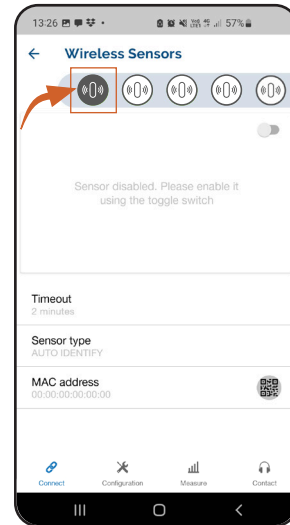 13:26
57%
Wireless Sensors
Sensor disabled. Please enable it
using the toggle switch
Timeout
2 minutes
Sensor type
AUTO IDENTIFY
MAC address
00:00:00:00:00:00
Connect Configuration Measure Contact